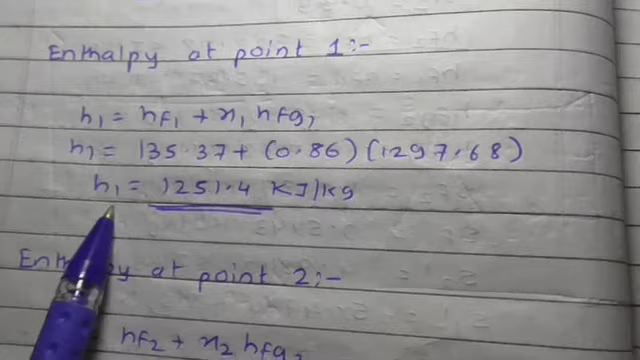 Enthalpy at point 1:-
h₁ = hf₁ + x₁ hfg₁
h₁ = 135.37 + (0.86) (1297.68)
h₁ = 1251.4 KJ/kg
Enthalpy at point 2:-
hf₂ + x₂ hfg₂